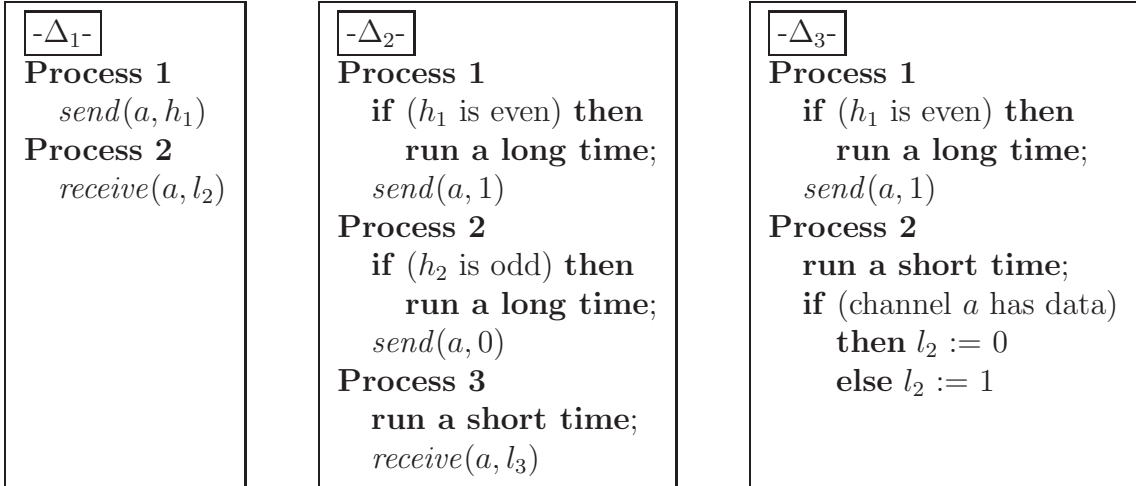 -Δ₁-
Process 1
send(a, h₁)
Process 2
receive(a, l₂)
-Δ₂-
Process 1
if (h₁ is even) then
run a long time;
send(a, 1)
Process 2
if (h₂ is odd) then
run a long time;
send(a, 0)
Process 3
run a short time;
receive(a, l₃)
-Δ₃-
Process 1
if (h₁ is even) then
run a long time;
send(a, 1)
Process 2
run a short time;
if (channel a has data)
then l₂ := 0
else l₂ := 1